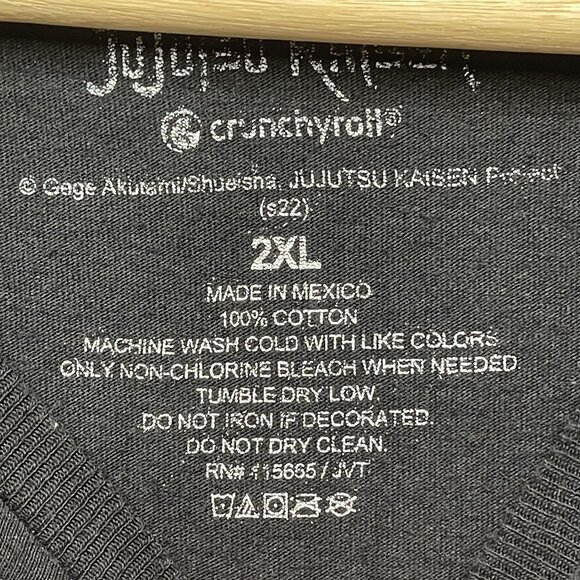 JUJUTSU KAISEN
crunchyroll®
© Gege Akutami/Shueisha, JUJUTSU KAISEN Project
(s22)
2XL
MADE IN MEXICO
100% COTTON
MACHINE WASH COLD WITH LIKE COLORS
ONLY NON-CHLORINE BLEACH WHEN NEEDED
TUMBLE DRY LOW.
DO NOT IRON IF DECORATED.
DO NOT DRY CLEAN.
RN# 115665 / JVT